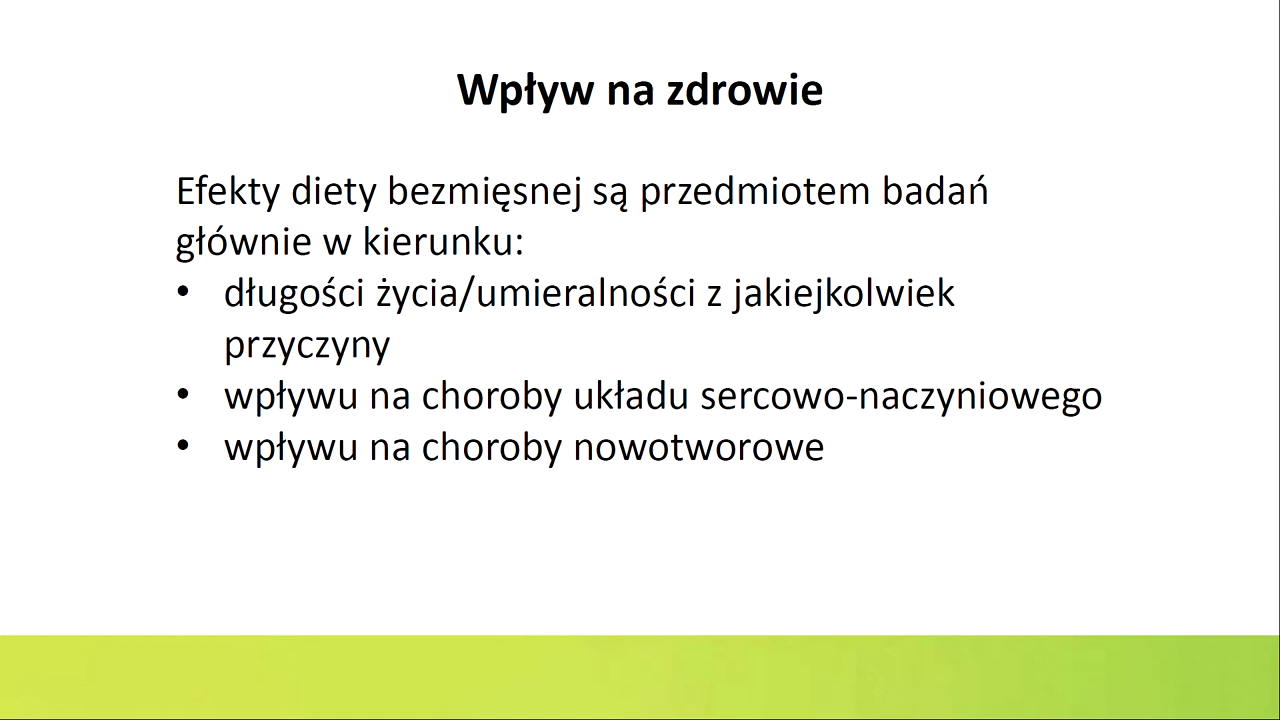 Wpływ na zdrowie
Efekty diety bezmięsnej są przedmiotem badań
głównie w kierunku:
• długości życia/umieralności z jakiejkolwiek
przyczyny
• wpływu na choroby układu sercowo-naczyniowego
• wpływu na choroby nowotworowe